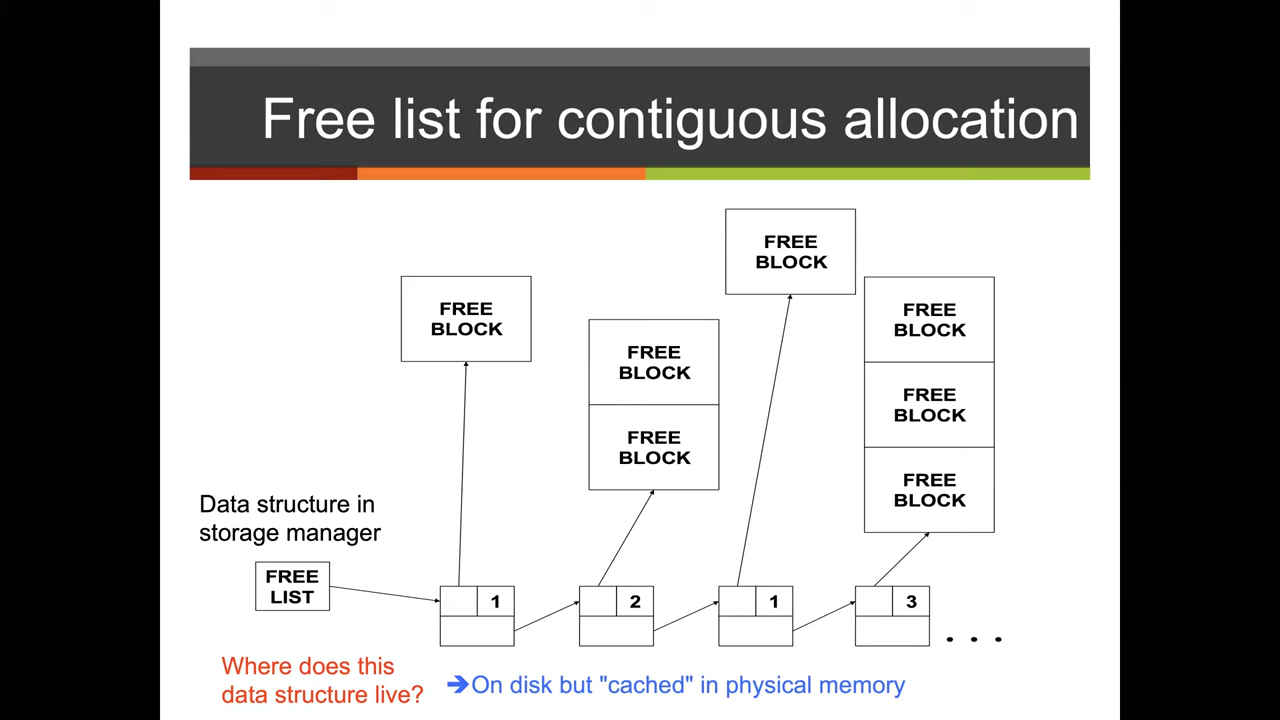 Free list for contiguous allocation
FREE
BLOCK
FREE
BLOCK
FREE
BLOCK
FREE
BLOCK
FREE
BLOCK
FREE
BLOCK
FREE
BLOCK
Data structure in
storage manager
FREE
LIST
1
2
1
3
. . .
Where does this
data structure live?
➔On disk but "cached" in physical memory